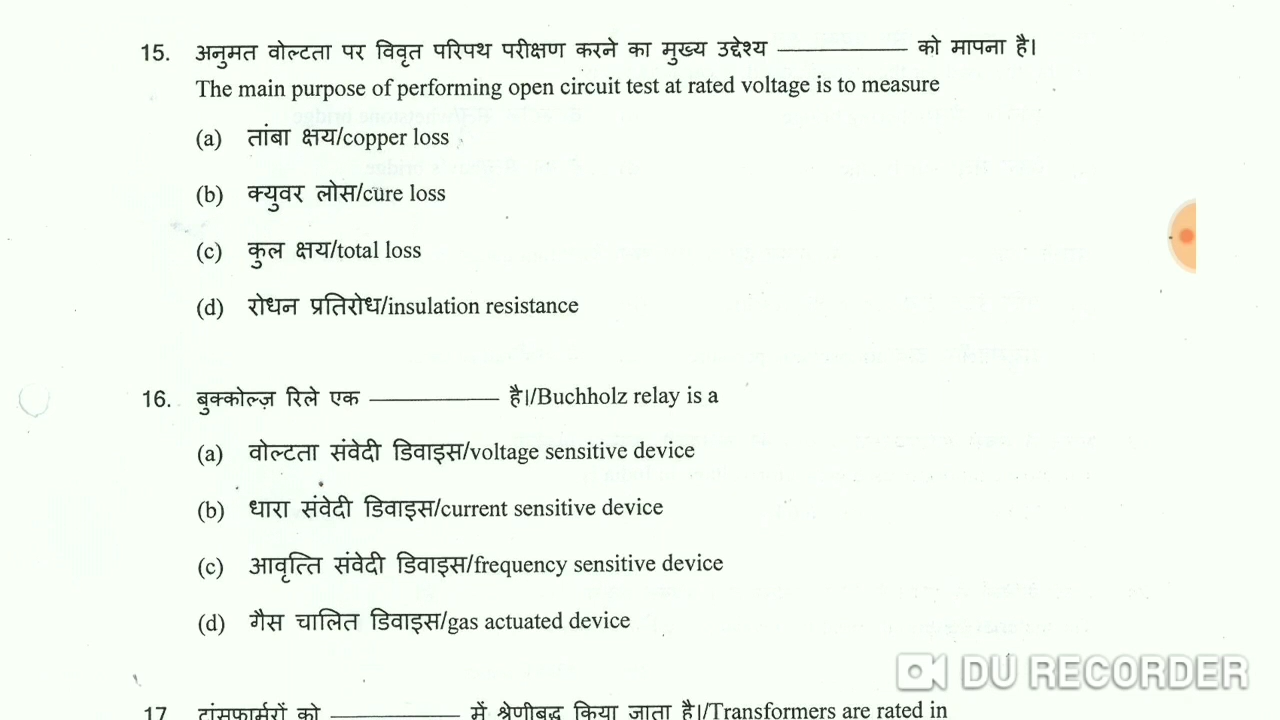 15. अनुमत वोल्टता पर विवृत परिपथ परीक्षण करने का मुख्य उद्देश्य ———— को मापना है।
The main purpose of performing open circuit test at rated voltage is to measure
(a) तांबा क्षय/copper loss
(b) क्युवर लोस/cure loss
(c) कुल क्षय/total loss
(d) रोधन प्रतिरोध/insulation resistance
16. बुक्कोल्ज़ रिले एक ———— है।/Buchholz relay is a
(a) वोल्टता संवेदी डिवाइस/voltage sensitive device
(b) धारा संवेदी डिवाइस/current sensitive device
(c) आवृत्ति संवेदी डिवाइस/frequency sensitive device
(d) गैस चालित डिवाइस/gas actuated device
DU RECORDER
17. ट्रांसफार्मरों को ———— में श्रेणीबद्ध किया जाता है।/Transformers are rated in